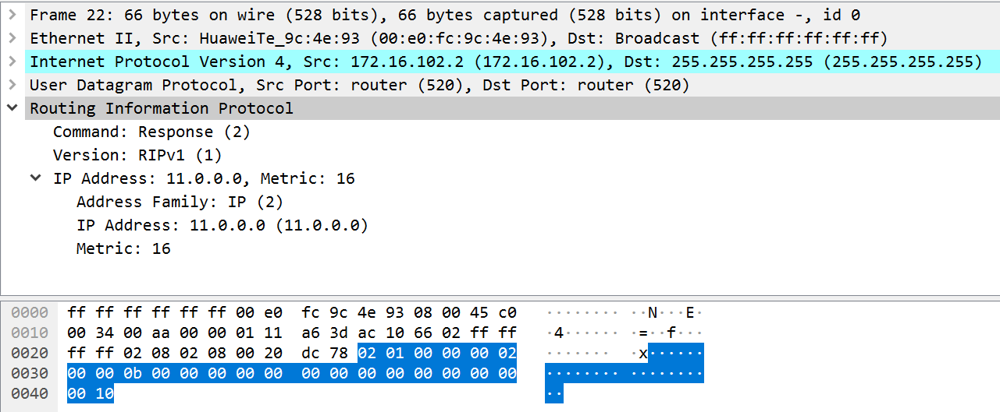 Frame 22: 66 bytes on wire (528 bits), 66 bytes captured (528 bits) on interface -, id 0
Ethernet II, Src: HuaweiTe_9c:4e:93 (00:e0:fc:9c:4e:93), Dst: Broadcast (ff:ff:ff:ff:ff:ff)
Internet Protocol Version 4, Src: 172.16.102.2 (172.16.102.2), Dst: 255.255.255.255 (255.255.255.255)
User Datagram Protocol, Src Port: router (520), Dst Port: router (520)
Routing Information Protocol
Command: Response (2)
Version: RIPv1 (1)
IP Address: 11.0.0.0, Metric: 16
Address Family: IP (2)
IP Address: 11.0.0.0 (11.0.0.0)
Metric: 16
0000 ff ff ff ff ff ff 00 e0 fc 9c 4e 93 08 00 45 c0 ········ ··N···E·
0010 00 34 00 aa 00 00 01 11 a6 3d ac 10 66 02 ff ff ·4······ ·=··f···
0020 ff ff 02 08 02 08 00 20 dc 78 02 01 00 00 00 02 ······· ·x······
0030 00 00 0b 00 00 00 00 00 00 00 00 00 00 00 00 00 ········ ········
0040 00 10 ··